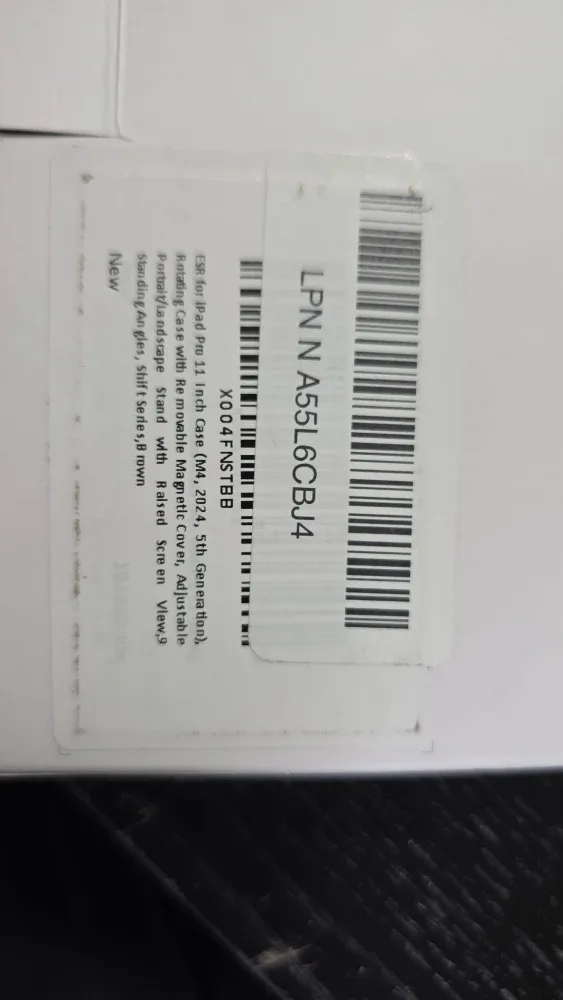 LPN N A55L6CBJ4
X004FNSTBB
ESR for iPad Pro 11 Inch Case (M4, 2024, 5th Generation),
Rotating Case with Removable Magnetic Cover, Adjustable
Portrait/Landscape Stand with Raised Screen View,9
Standing Angles, Shift Series,Brown
New